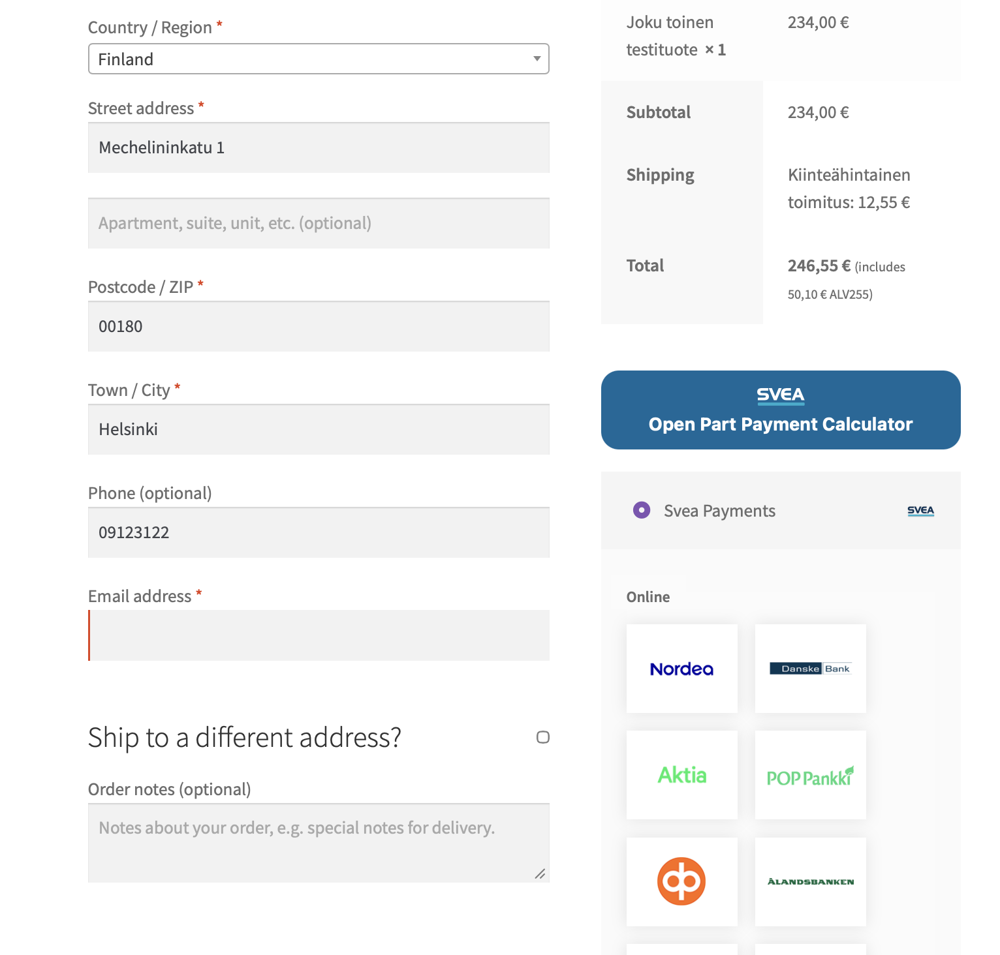 Country / Region *
Finland
Street address *
Mechelininkatu 1
Apartment, suite, unit, etc. (optional)
Postcode / ZIP *
00180
Town / City *
Helsinki
Phone (optional)
09123122
Email address *
Ship to a different address?
Order notes (optional)
Notes about your order, e.g. special notes for delivery.
Joku toinen 234,00 €
testituote × 1
Subtotal 234,00 €
Shipping Kiinteähintainen
toimitus: 12,55 €
Total 246,55 € (includes
50,10 € ALV255)
SVEA
Open Part Payment Calculator
Svea Payments SVEA
Online
Nordea Danske Bank
Aktia POP Pankki
op ÅLANDSBANKEN